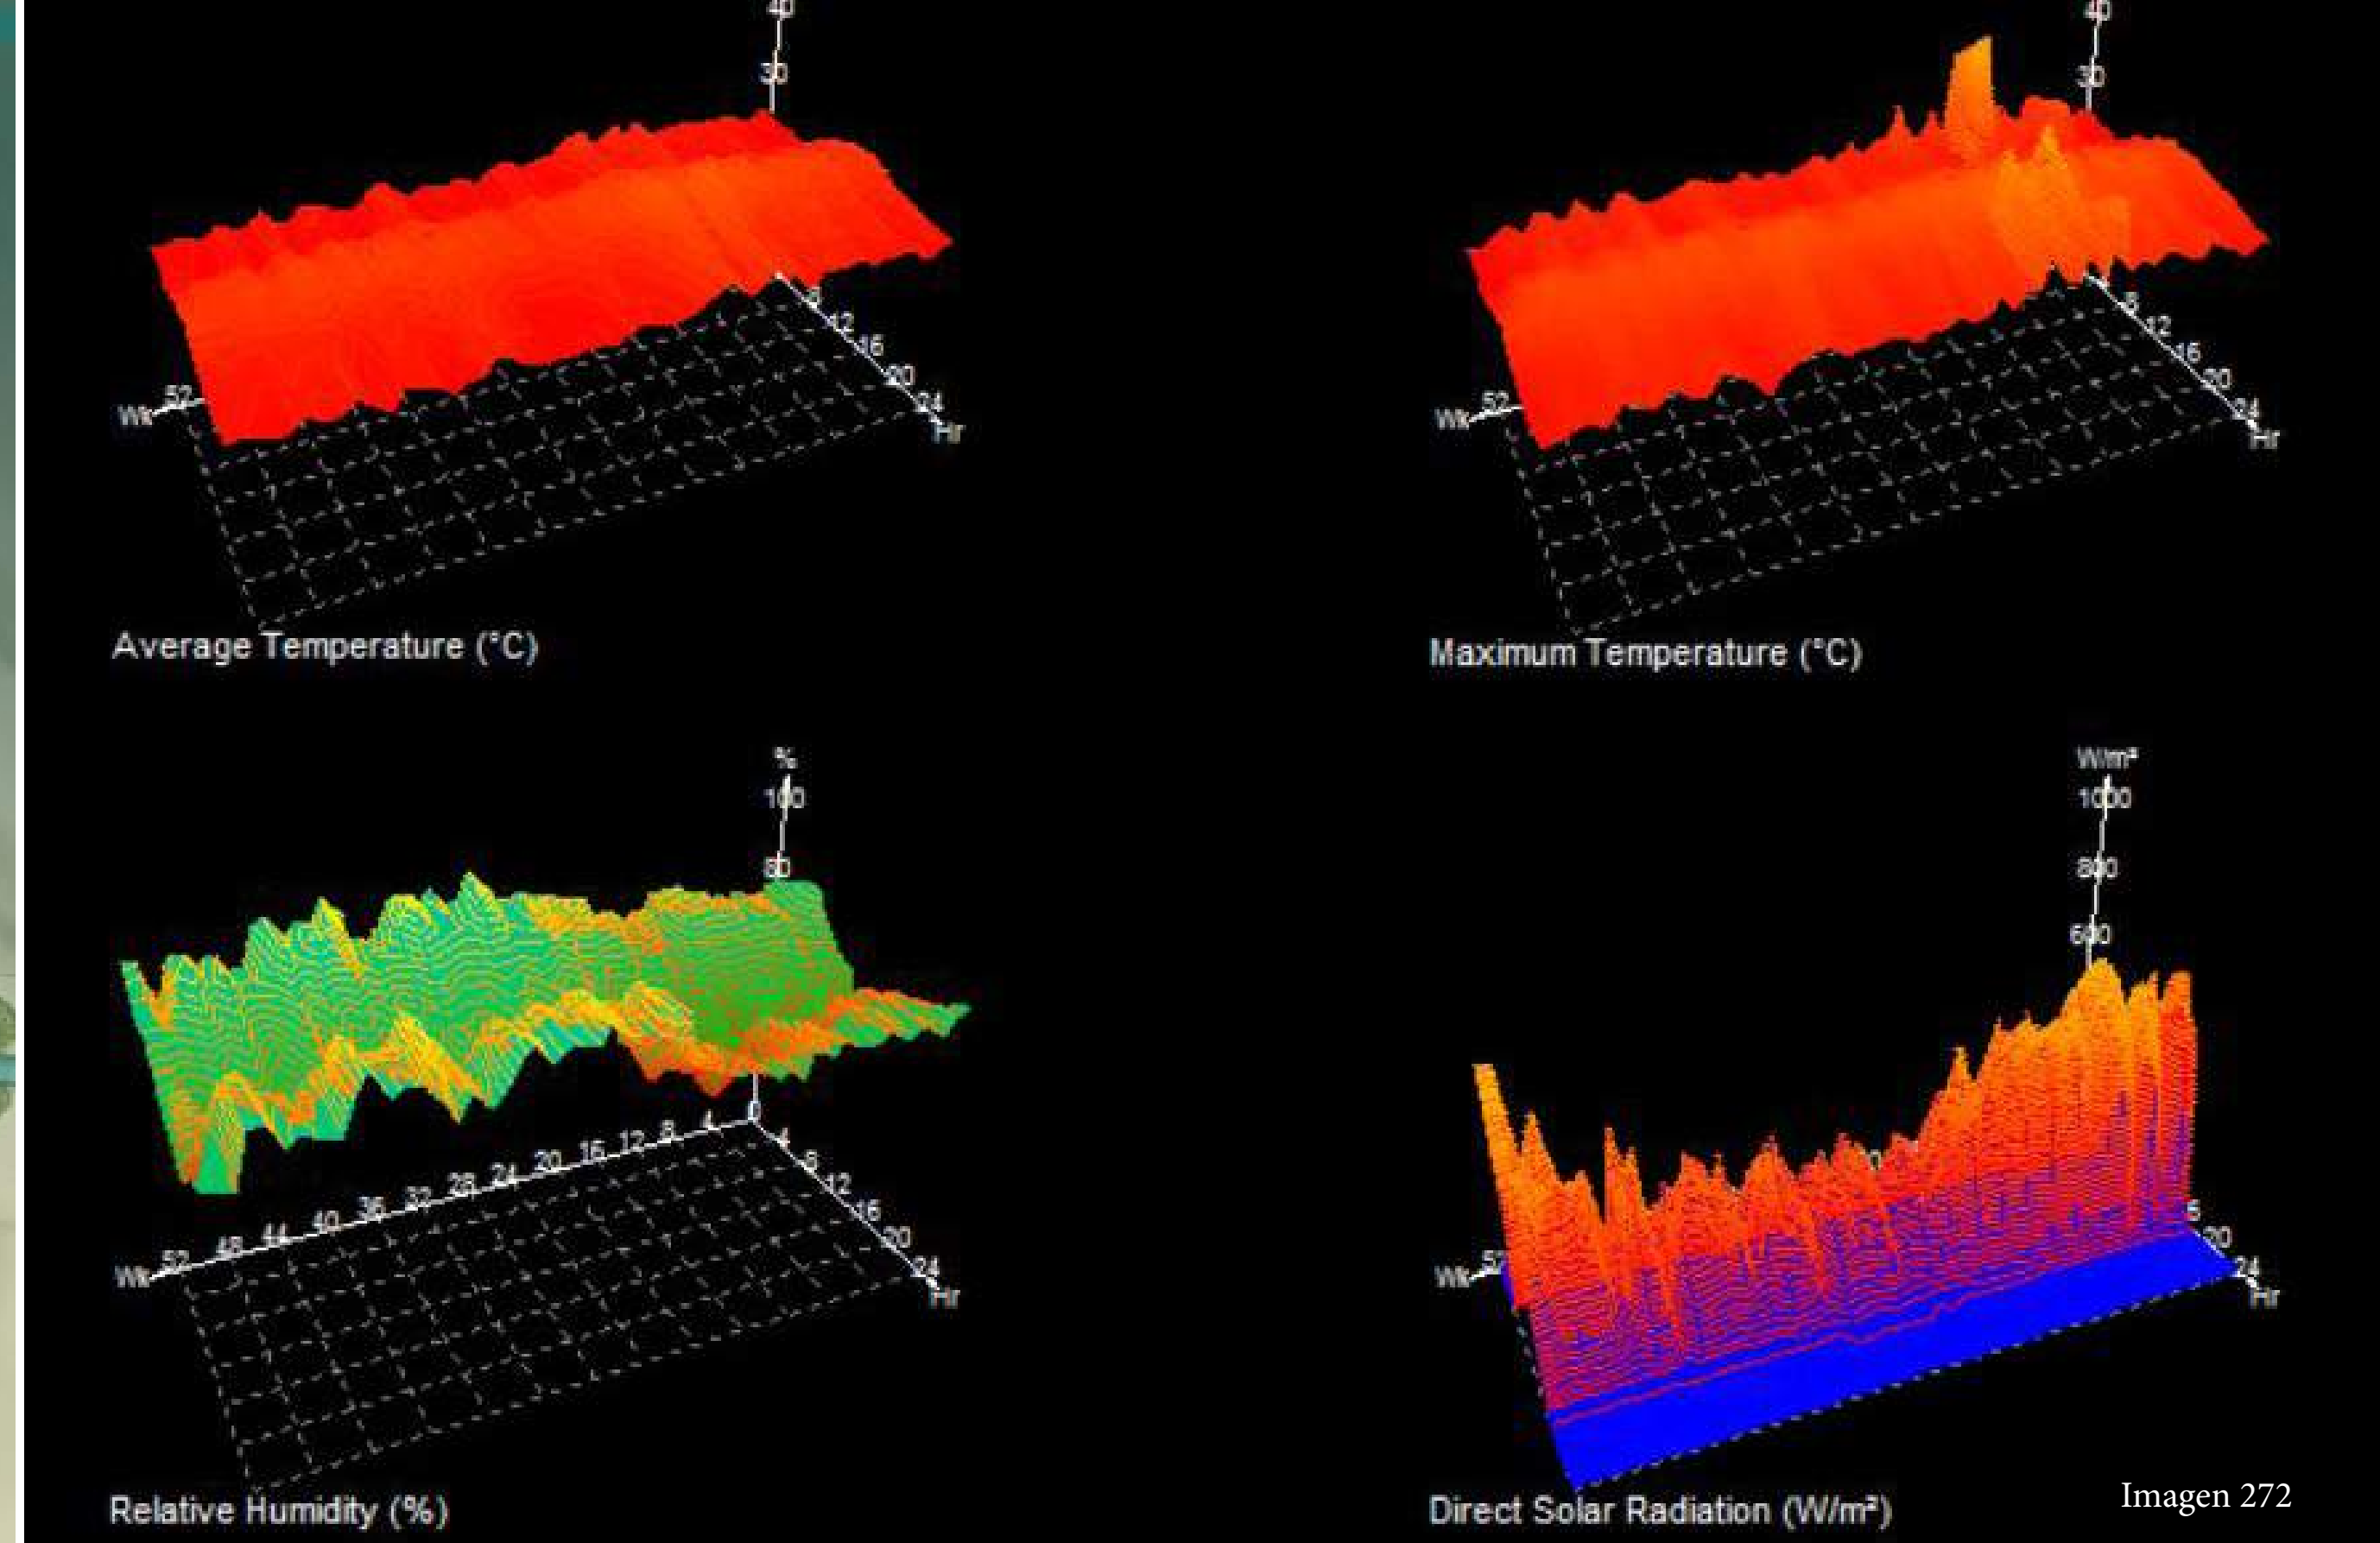 40
30
8
12
16
20
24
Hr
Wk 52
Average Temperature (°C)
40
30
8
12
16
20
24
Hr
Wk 52
Maximum Temperature (°C)
%
100
80
0
Wk 52 48 44 40 36 32 28 24 20 16 12 8 4
4
8
12
16
20
24
Hr
Relative Humidity (%)
W/m²
1000
800
600
20
24
Hr
Wk
Direct Solar Radiation (W/m²)
Imagen 272